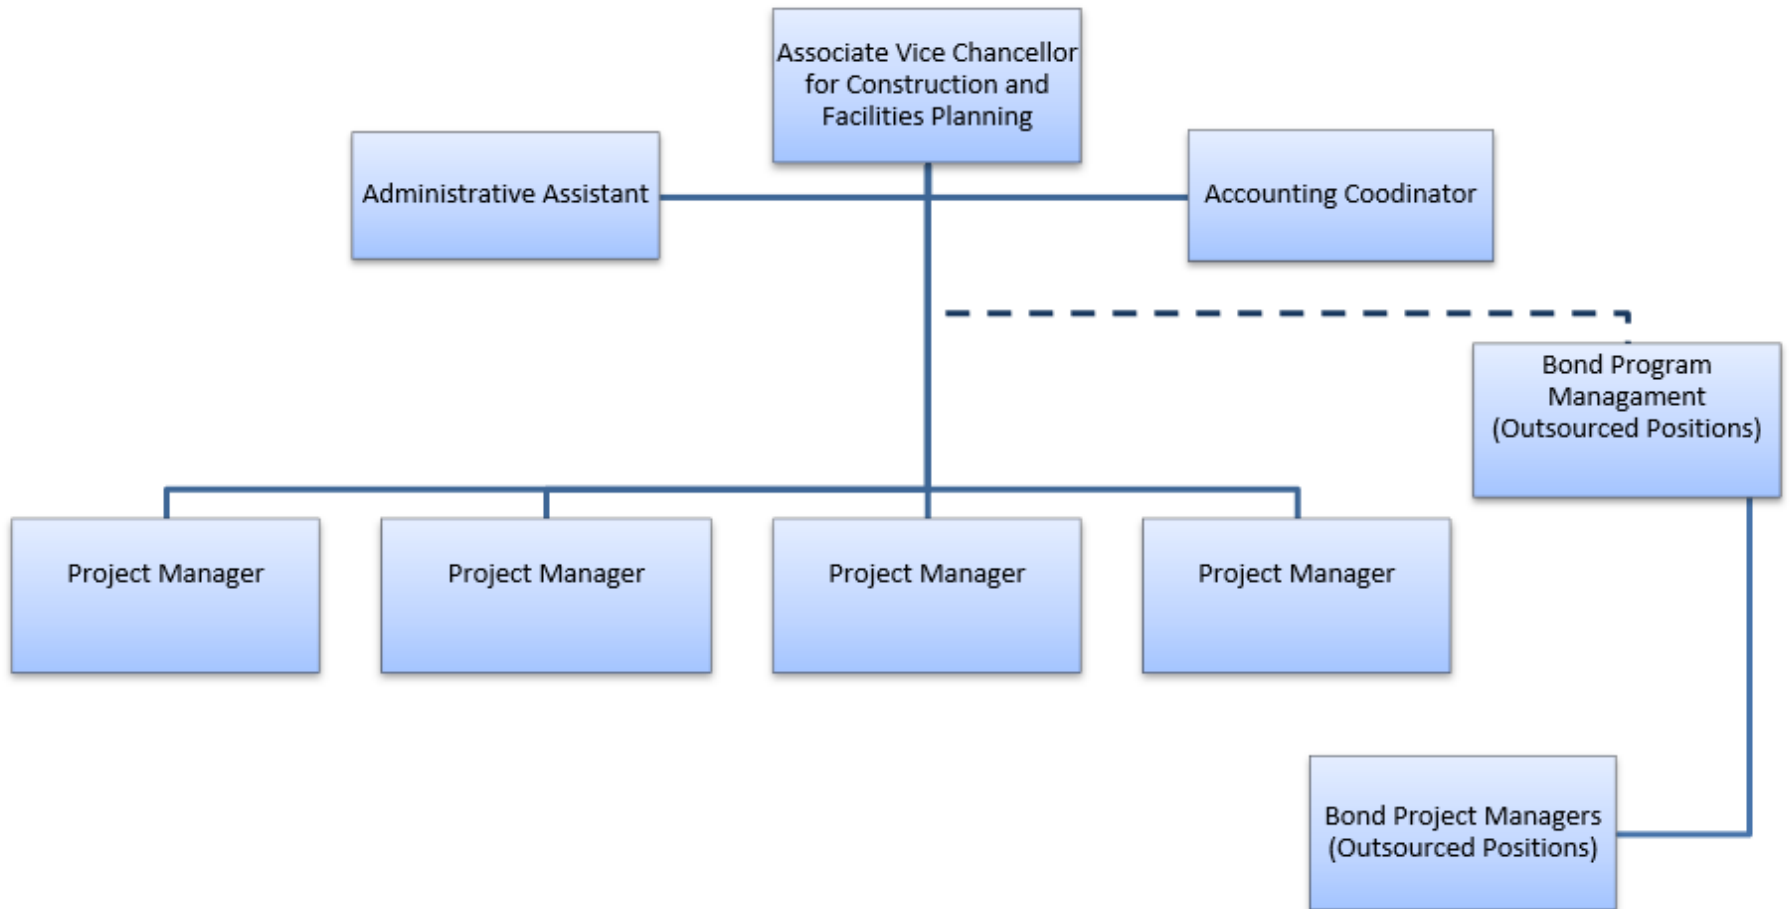 Associate Vice Chancellor
for Construction and
Facilities Planning
Administrative Assistant
Accounting Coodinator
Bond Program
Managament
(Outsourced Positions)
Project Manager
Project Manager
Project Manager
Project Manager
Bond Project Managers
(Outsourced Positions)